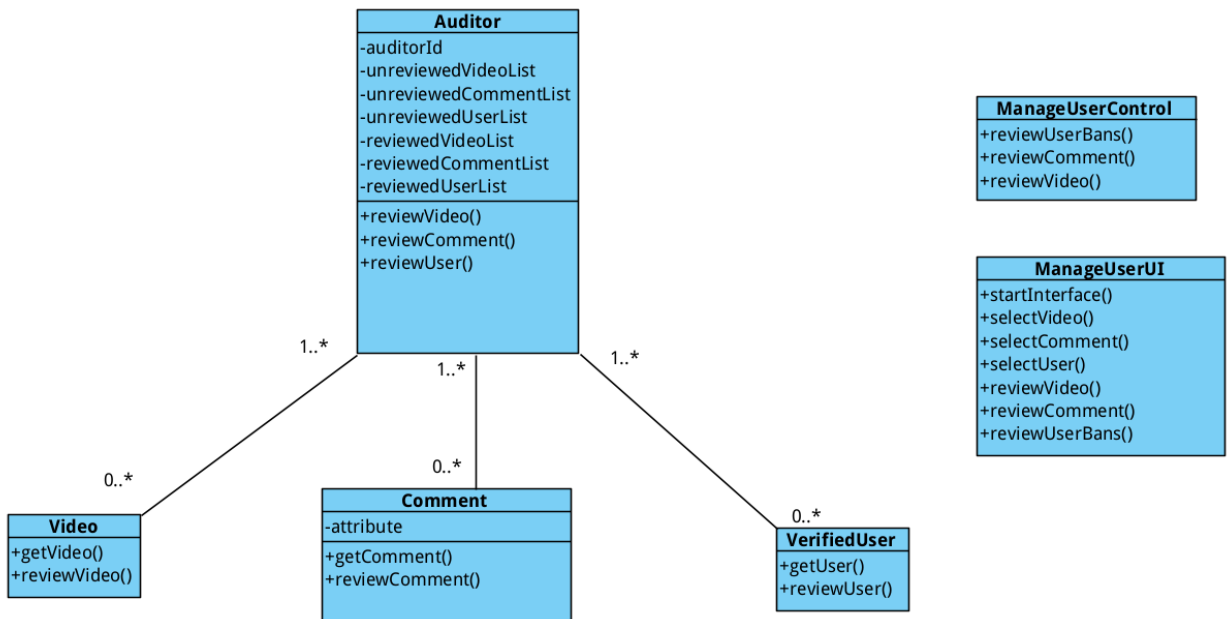 Auditor
-auditorId
-unreviewedVideoList
-unreviewedCommentList
-unreviewedUserList
-reviewedVideoList
-reviewedCommentList
-reviewedUserList
+reviewVideo()
+reviewComment()
+reviewUser()
ManageUserControl
+reviewUserBans()
+reviewComment()
+reviewVideo()
ManageUserUI
+startInterface()
+selectVideo()
+selectComment()
+selectUser()
+reviewVideo()
+reviewComment()
+reviewUserBans()
1..*
1..*
1..*
0..*
0..*
0..*
Video
+getVideo()
+reviewVideo()
Comment
-attribute
+getComment()
+reviewComment()
VerifiedUser
+getUser()
+reviewUser()